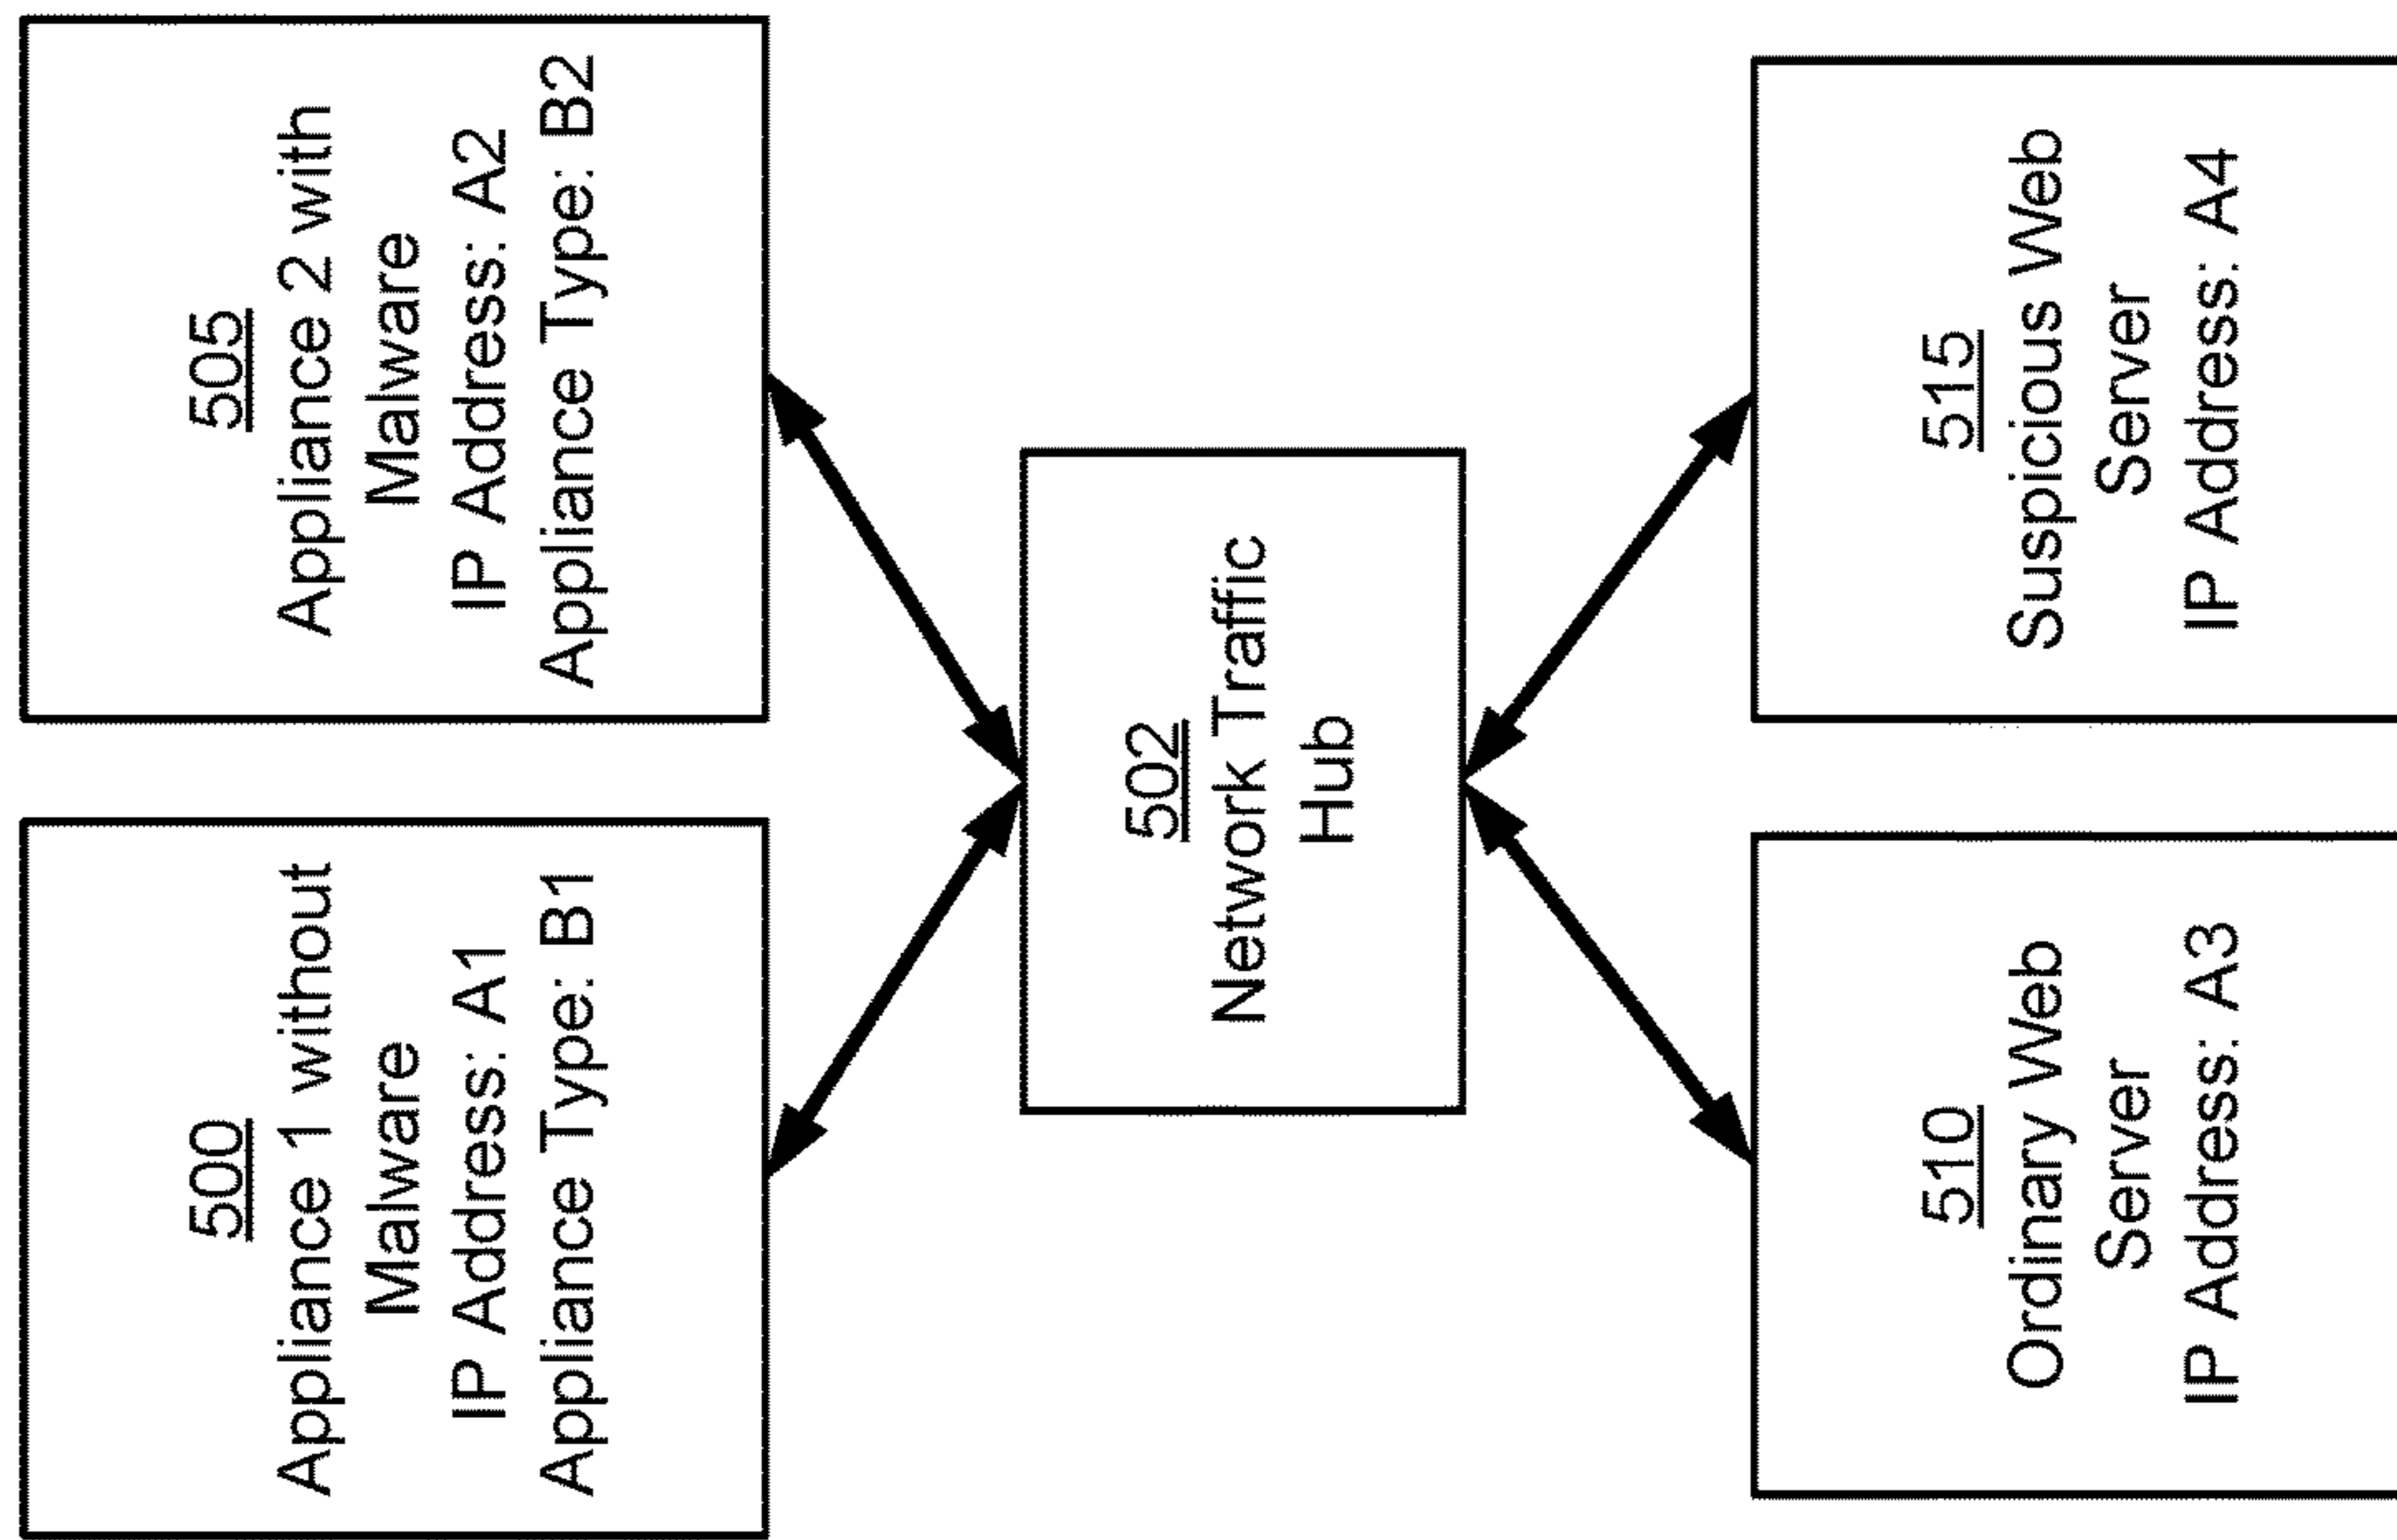 500
Appliance 1 without
Malware
IP Address: A1
Appliance Type: B1
505
Appliance 2 with
Malware
IP Address: A2
Appliance Type: B2
502
Network Traffic
Hub
510
Ordinary Web
Server
IP Address: A3
515
Suspicious Web
Server
IP Address: A4